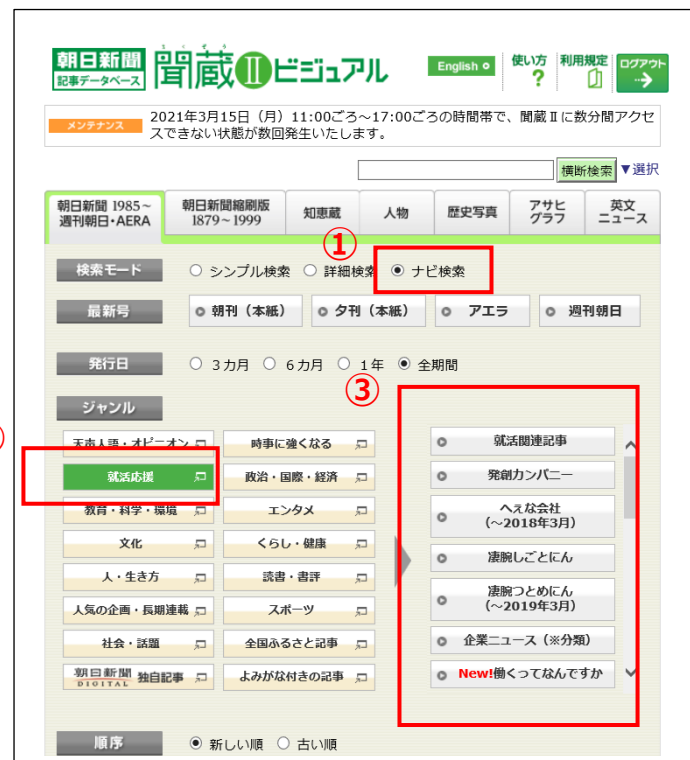 きくぞう
朝日新聞
記事データベース
聞蔵Ⅱビジュアル
English
使い方
?
利用規定
ログアウト
メンテナンス
2021年3月15日（月）11:00ごろ～17:00ごろの時間帯で、聞蔵Ⅱに数分間アクセ
スできない状態が数回発生いたします。
横断検索 ▼選択
朝日新聞 1985～
週刊朝日・AERA
朝日新聞縮刷版
1879～1999
知恵蔵
人物
歴史写真
アサヒ
グラフ
英文
ニュース
①
検索モード シンプル検索 詳細検索 ナビ検索
最新号 朝刊（本紙） 夕刊（本紙） アエラ 週刊朝日
発行日 3カ月 6カ月 1年 全期間
③
ジャンル
天声人語・オピニオン 時事に強くなる
就活応援 政治・国際・経済
教育・科学・環境 エンタメ
文化 くらし・健康
人・生き方 読書・書評
人気の企画・長期連載 スポーツ
社会・話題 全国ふるさと記事
朝日新聞DIGITAL 独自記事 よみがな付きの記事
就活関連記事
発創カンパニー
へぇな会社
（～2018年3月）
凄腕しごとにん
凄腕つとめにん
（～2019年3月）
企業ニュース（※分類）
New!働くってなんですか
順序 新しい順 古い順